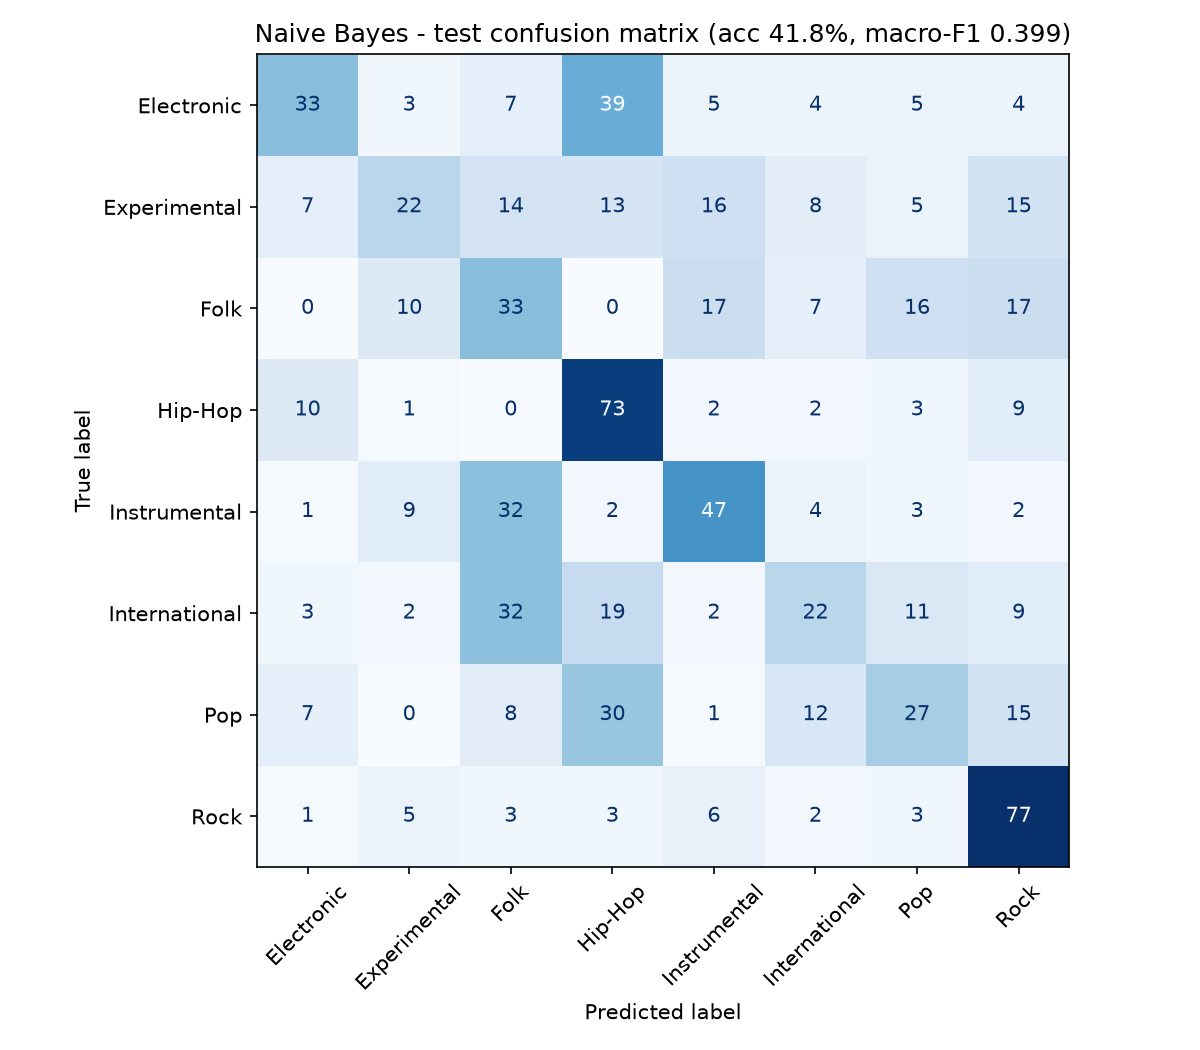 Naive Bayes - test confusion matrix (acc 41.8%, macro-F1 0.399)
Electronic 33 3 7 39 5 4 5 4
Experimental 7 22 14 13 16 8 5 15
Folk 0 10 33 0 17 7 16 17
Hip-Hop 10 1 0 73 2 2 3 9
True label
Instrumental 1 9 32 2 47 4 3 2
International 3 2 32 19 2 22 11 9
Pop 7 0 8 30 1 12 27 15
Rock 1 5 3 3 6 2 3 77
Electronic Experimental Folk Hip-Hop Instrumental International Pop Rock
Predicted label